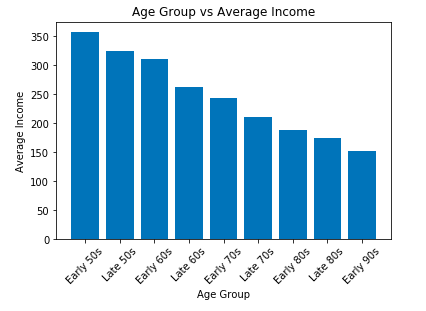 Age Group vs Average Income
Average Income
350
300
250
200
150
100
50
0
Early 50s
Late 50s
Early 60s
Late 60s
Early 70s
Late 70s
Early 80s
Late 80s
Early 90s
Age Group